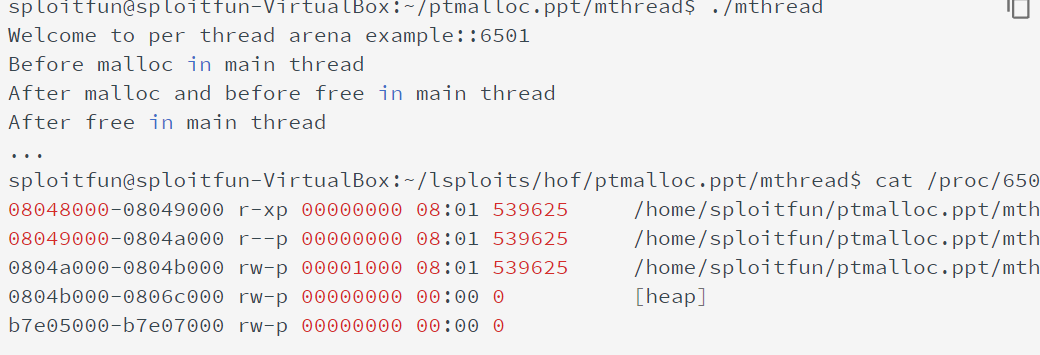 sploitfun@sploitfun-VirtualBox:~/ptmalloc.ppt/mthread$ ./mthread
Welcome to per thread arena example::6501
Before malloc in main thread
After malloc and before free in main thread
After free in main thread
...
sploitfun@sploitfun-VirtualBox:~/lsploits/hof/ptmalloc.ppt/mthread$ cat /proc/650
08048000-08049000 r-xp 00000000 08:01 539625     /home/sploitfun/ptmalloc.ppt/mth
08049000-0804a000 r--p 00000000 08:01 539625     /home/sploitfun/ptmalloc.ppt/mth
0804a000-0804b000 rw-p 00001000 08:01 539625     /home/sploitfun/ptmalloc.ppt/mth
0804b000-0806c000 rw-p 00000000 00:00 0          [heap]
b7e05000-b7e07000 rw-p 00000000 00:00 0